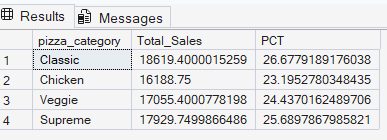 Results Messages
pizza_category Total_Sales PCT
1 Classic 18619.4000015259 26.6779189176038
2 Chicken 16188.75 23.1952780348435
3 Veggie 17055.4000778198 24.4370162489706
4 Supreme 17929.7499866486 25.6897867985821